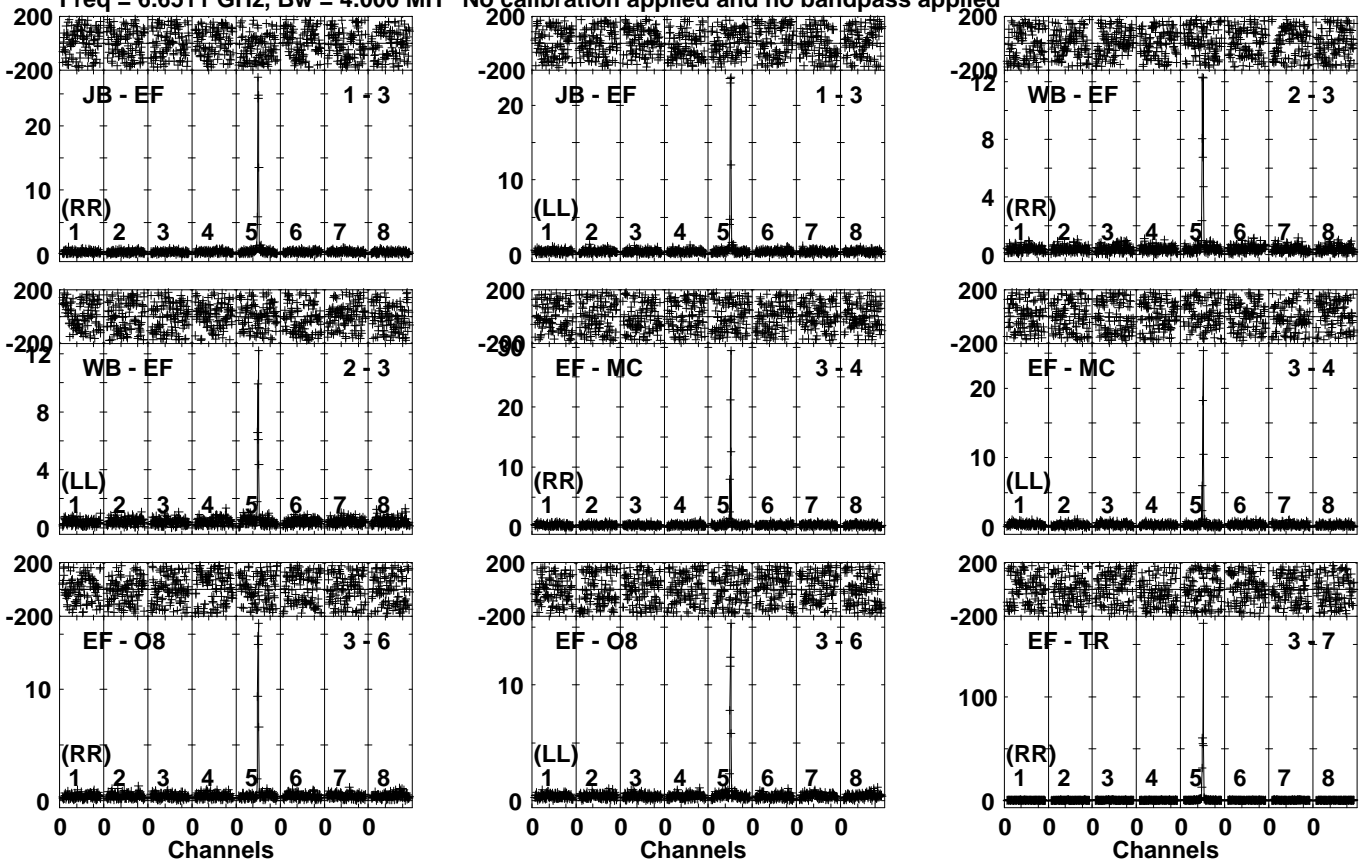 Freq = 6.6511 GHz, Bw = 4.000 MH No calibration applied and no bandpass applied
200 200 200
-200 -200 -200
JB - EF 1 - 3 JB - EF 1 - 3 WB - EF 2 - 3
20 10 0 20 10 0 12 8 4 0
(RR) (LL) (RR)
1 2 3 4 5 6 7 8 1 2 3 4 5 6 7 8 1 2 3 4 5 6 7 8
200 200 200
-200 -200 -200
WB - EF 2 - 3 EF - MC 3 - 4 EF - MC 3 - 4
12 8 4 0 30 20 10 0 20 10 0
(LL) (RR) (LL)
1 2 3 4 5 6 7 8 1 2 3 4 5 6 7 8 1 2 3 4 5 6 7 8
200 200 200
-200 -200 -200
EF - O8 3 - 6 EF - O8 3 - 6 EF - TR 3 - 7
10 0 10 0 100 0
(RR) (LL) (RR)
1 2 3 4 5 6 7 8 1 2 3 4 5 6 7 8 1 2 3 4 5 6 7 8
0 0 0 0 0 0 0 0 0 0 0 0 0 0 0 0 0 0 0 0 0 0 0 0
Channels Channels Channels